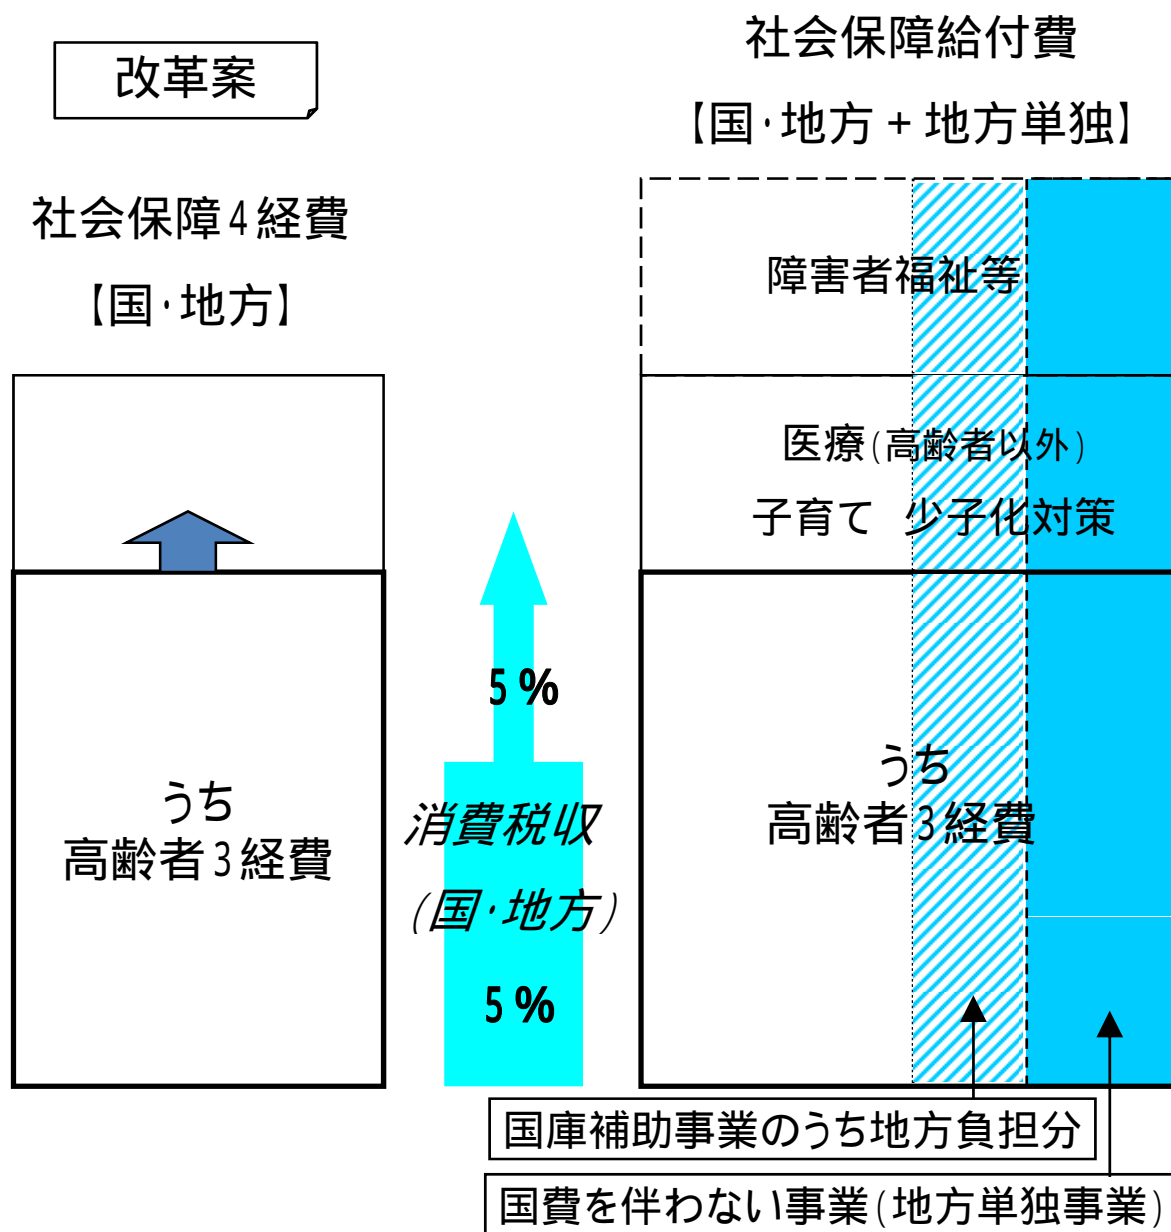 改革案
社会保障4経費
【国・地方】
うち
高齢者3経費
5%
消費税収
(国・地方)
5%
社会保障給付費
【国・地方+地方単独】
障害者福祉等
医療(高齢者以外)
子育て 少子化対策
うち
高齢者3経費
国庫補助事業のうち地方負担分
国費を伴わない事業(地方単独事業)